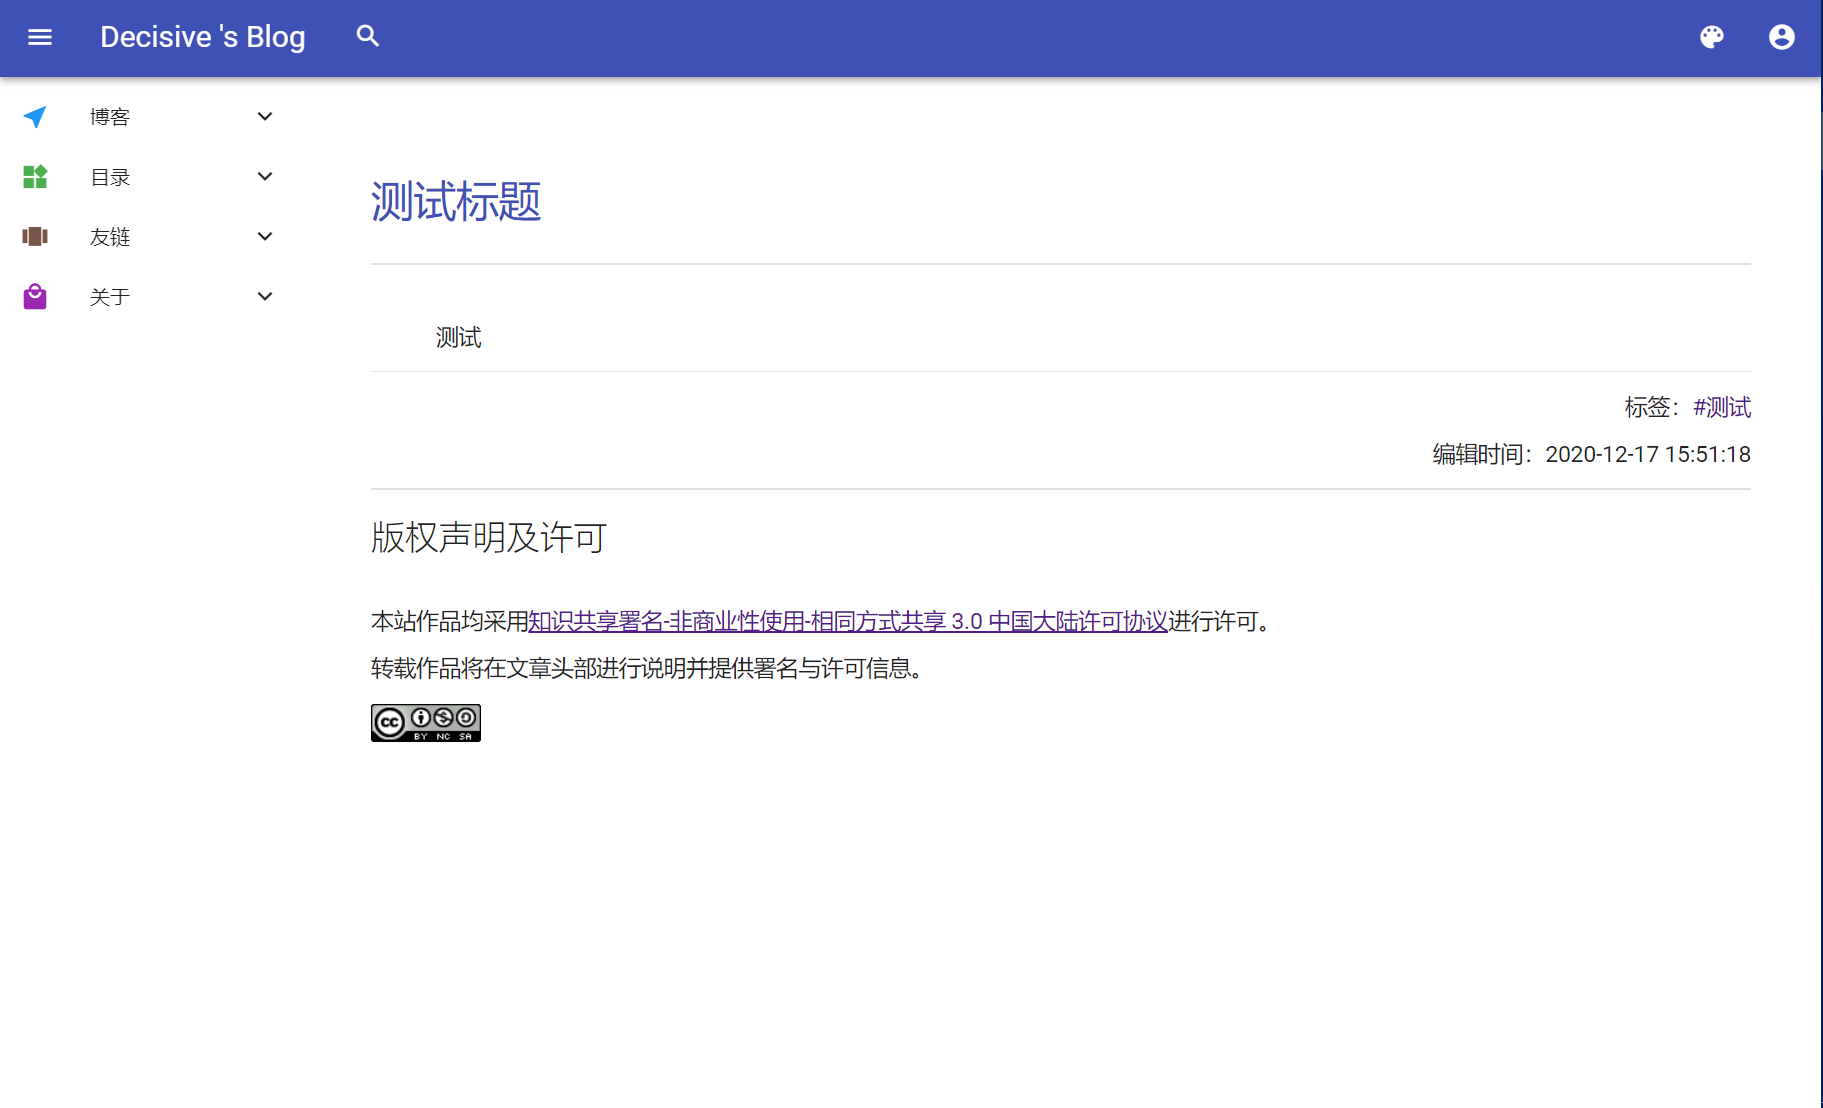 Decisive 's Blog
博客
目录
友链
关于
测试标题
测试
标签：#测试
编辑时间：2020-12-17 15:51:18
版权声明及许可
本站作品均采用知识共享署名-非商业性使用-相同方式共享 3.0 中国大陆许可协议进行许可。
转载作品将在文章头部进行说明并提供署名与许可信息。
cc
BY NC SA